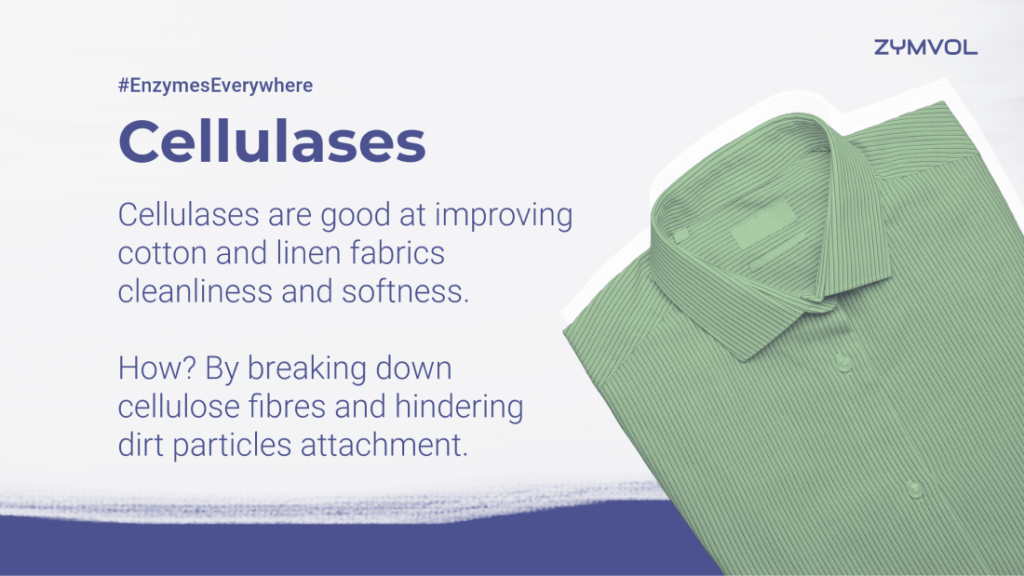 ZYMVOL
#EnzymesEverywhere
Cellulases
Cellulases are good at improving
cotton and linen fabrics
cleanliness and softness.
How? By breaking down
cellulose fibres and hindering
dirt particles attachment.